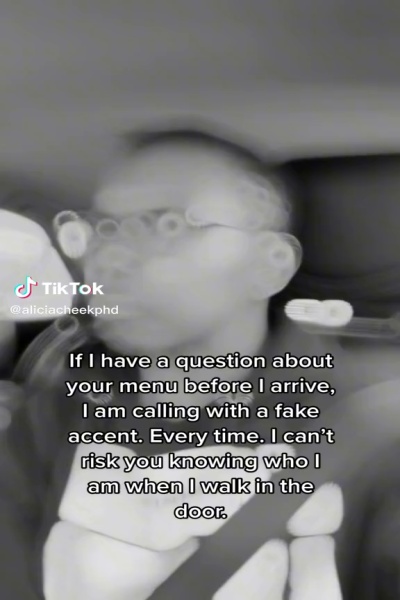 TikTok
@aliciacheekphd
If I have a question about
your menu before I arrive,
I am calling with a fake
accent. Every time. I can't
risk you knowing who I
am when I walk in the
door.